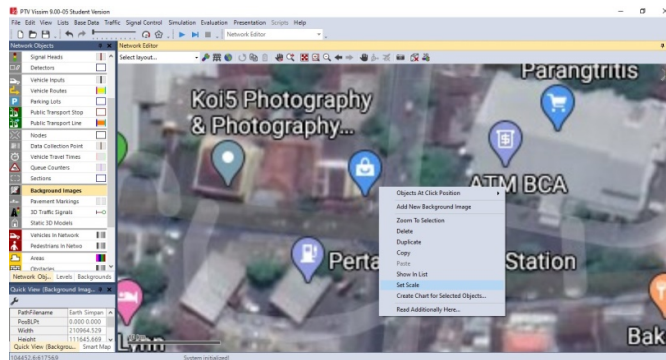 PTV Vissim 9.00-05 Student Version
File Edit View Lists Base Data Traffic Signal Control Simulation Evaluation Presentation Scripts Help
Network Editor
Network Objects
Network Editor
Select layout...
Signal Heads
Detectors
Vehicle Inputs
Vehicle Routes
Parking Lots
Public Transport Stop
Public Transport Line
Nodes
Data Collection Point
Vehicle Travel Times
Queue Counters
Sections
Background Images
Pavement Markings
3D Traffic Signals
Static 3D Models
Vehicles In Network
Pedestrians In Netwo
Areas
Obstacles
Network Obj... Levels Backgrounds
Quick View (Background Imag...
PathFilename Earth Simpan
PosBLPt 0.000 0.000
Width 210964.529
Height 111645.669
Quick View (Backgrou... Smart Map
104452.6:617569
System initialized!
Parangtritis
Koi5 Photography
& Photography...
ATM BCA
Objects At Click Position
Add New Background Image
Zoom To Selection
Delete
Duplicate
Copy
Paste
Show In List
Set Scale
Create Chart for Selected Objects...
Read Additionally Here...
Perta
Station
Lynn
Bak